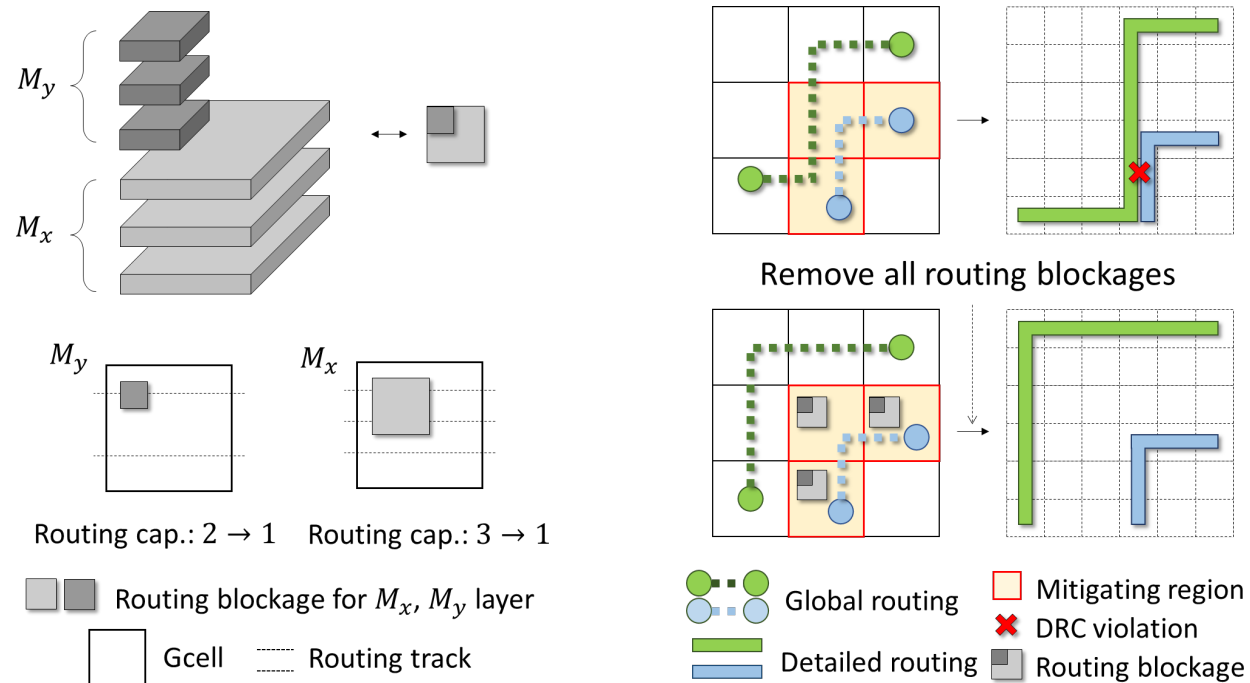 M_y
M_x
M_y
M_x
Routing cap.: 2 → 1
Routing cap.: 3 → 1
Routing blockage for M_x, M_y layer
Gcell
Routing track
Remove all routing blockages
Global routing
Detailed routing
Mitigating region
DRC violation
Routing blockage